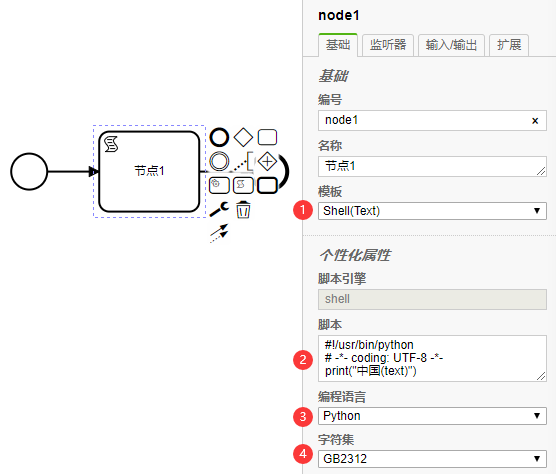 node1
基础
监听器
输入/输出
扩展
基础
编号
node1
×
名称
节点1
节点1
模板
1
Shell(Text)
个性化属性
脚本引擎
shell
脚本
2
#!/usr/bin/python
# -*- coding: UTF-8 -*-
print("中国(text)")
编程语言
3
Python
字符集
4
GB2312